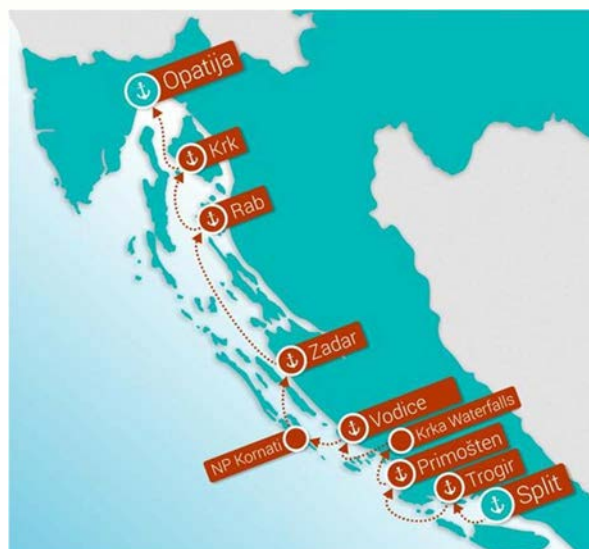 Opatija
Krk
Rab
Zadar
Vodice
Krka Waterfalls
NP Kornati
Primošten
Trogir
Split